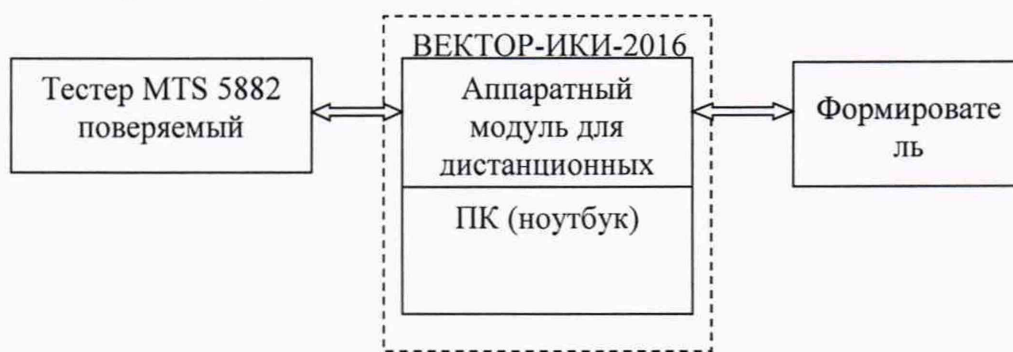 Тестер MTS 5882
поверяемый
ВЕКТОР-ИКИ-2016
Аппаратный
модуль для
дистанционных
ПК (ноутбук)
Формировате
ль